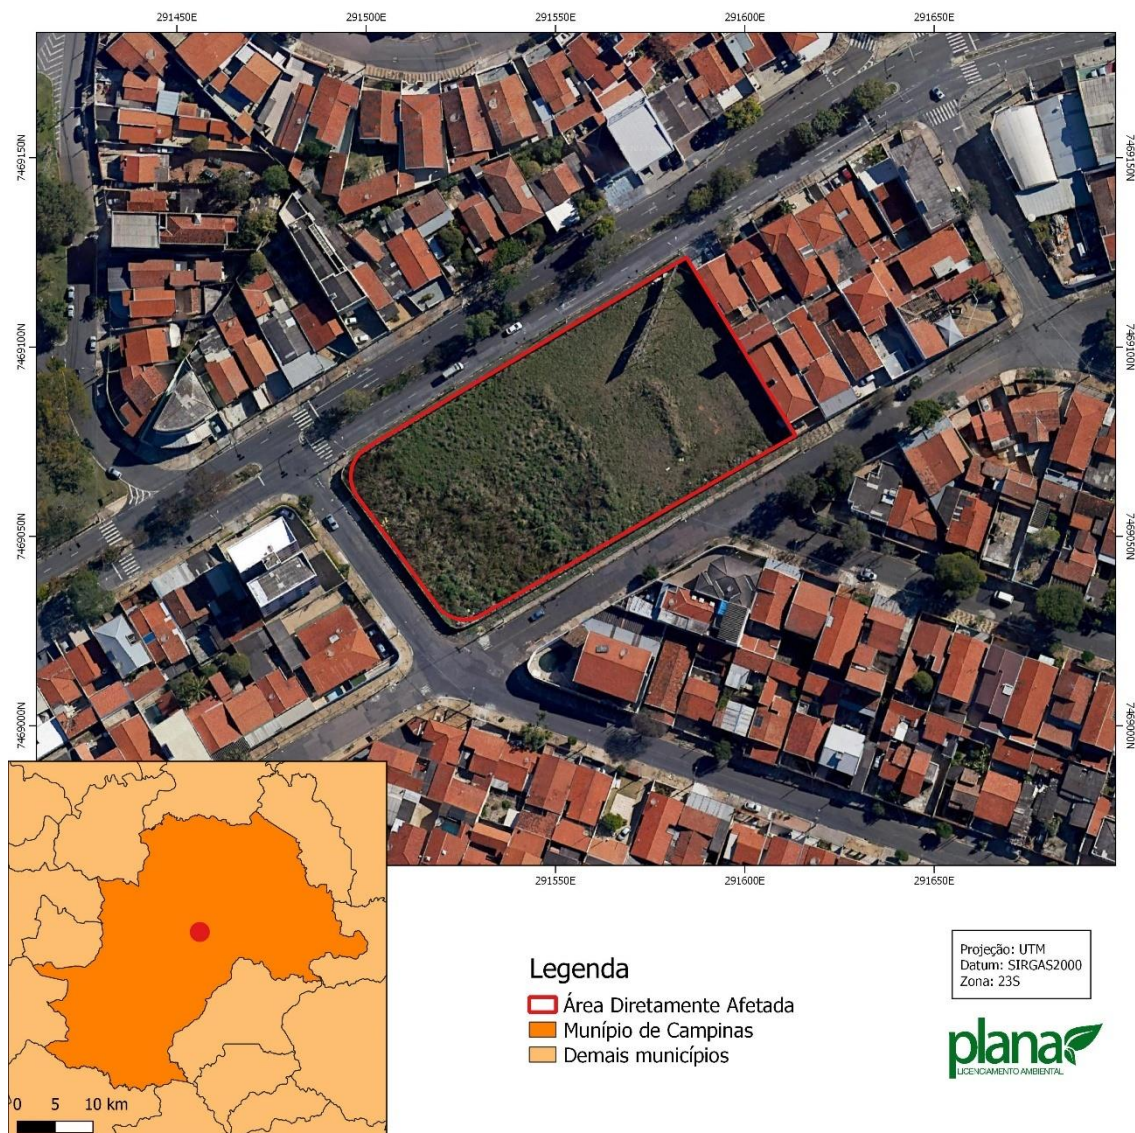 291450E 291500E 291550E 291600E 291650E
7469150N 7469150N
7469100N 7469100N
7469050N 7469050N
7469000N 7469000N
291550E 291600E 291650E
0 5 10 km
Legenda
Área Diretamente Afetada
Munípio de Campinas
Demais municípios
Projeção: UTM
Datum: SIRGAS2000
Zona: 23S
plana
LICENCIAMENTO AMBIENTAL